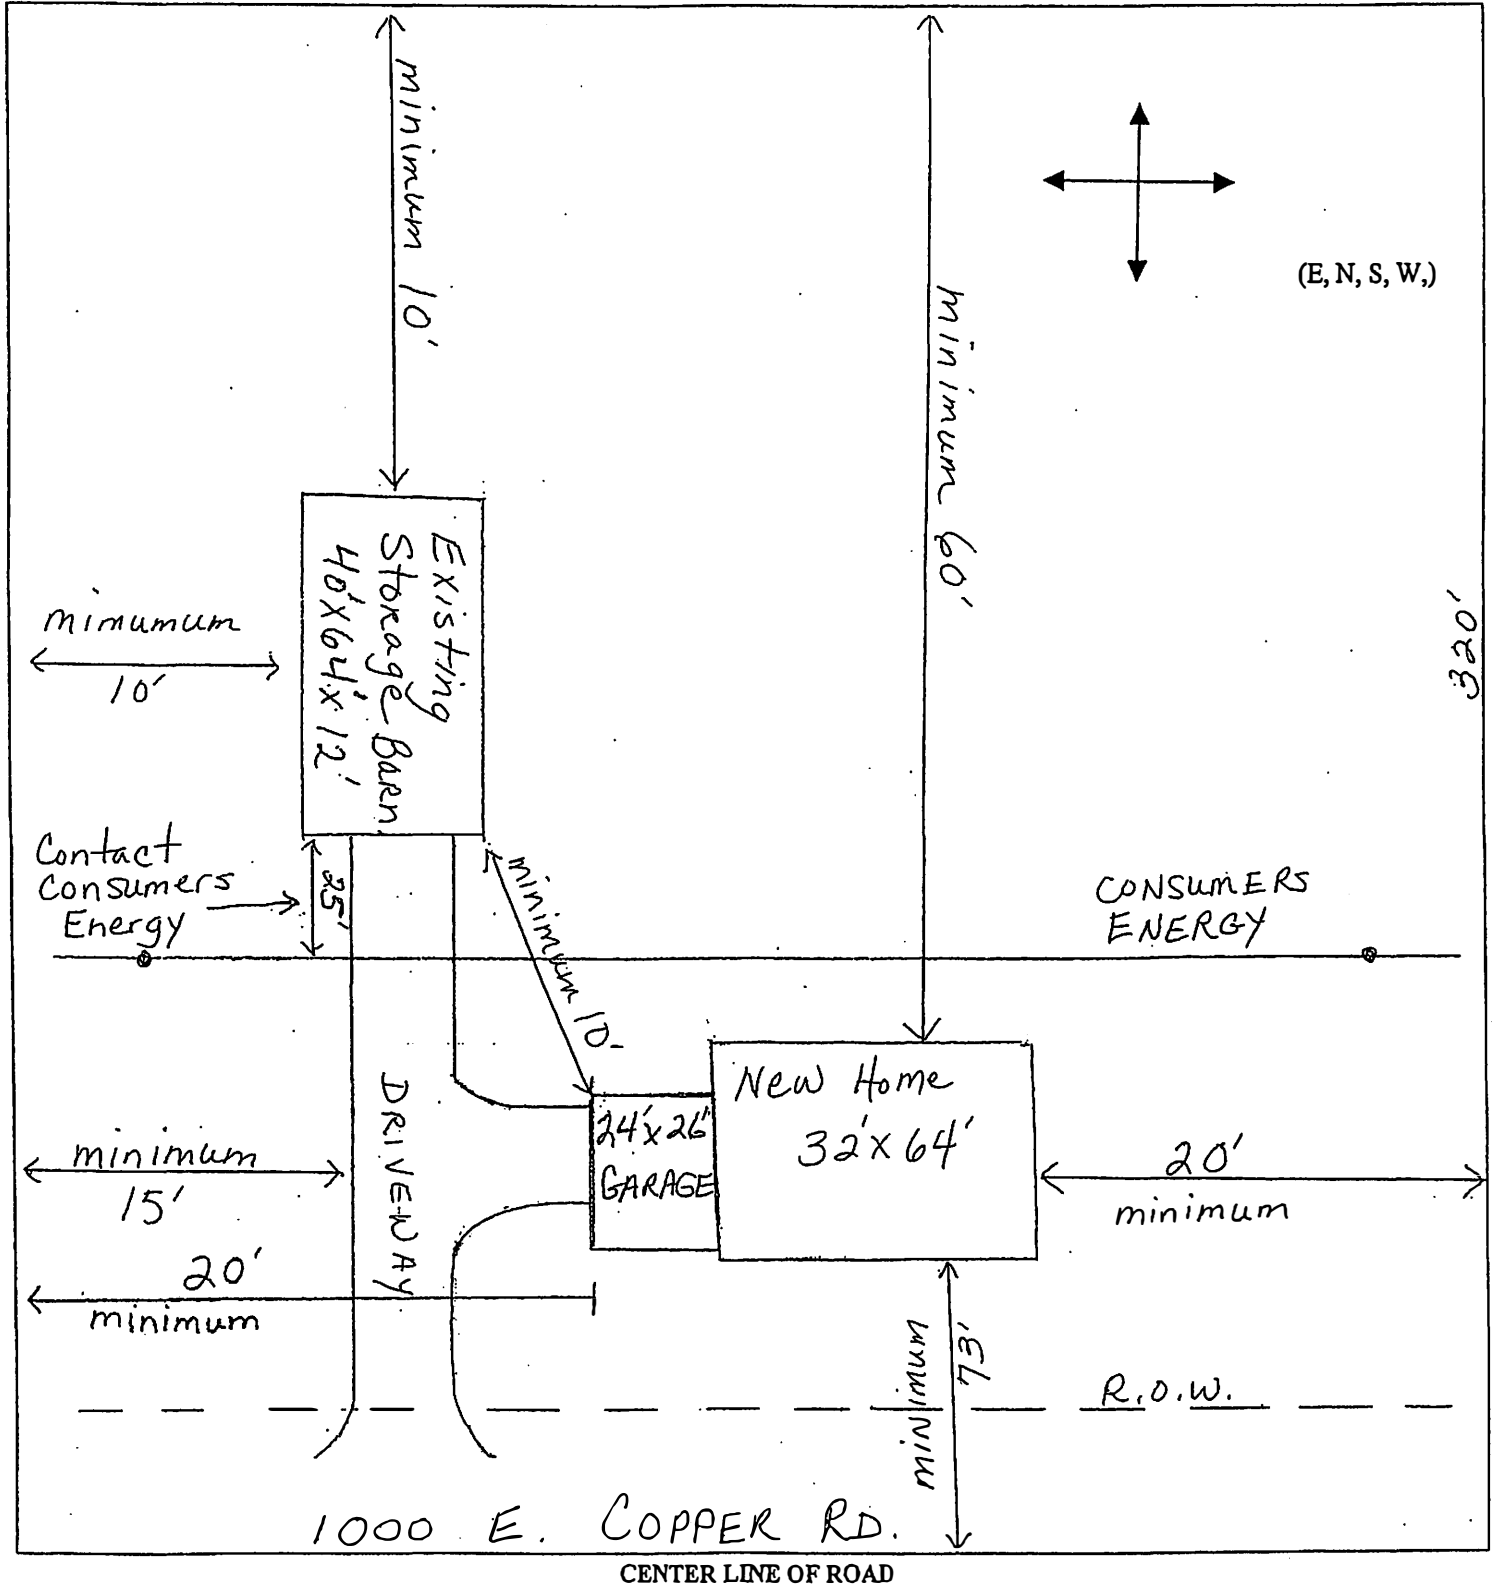 minimum 10'
minimum 60'
(E, N, S, W,)
320'
Existing
Storage Barn
40'x64'x12'
mimumum
10'
Contact
Consumers
Energy
25'
minimum 10-
CONSUMERS
ENERGY
DRIVEWAY
24'x26'
GARAGE
New Home
32'x64'
minimum
15'
20'
minimum
20'
minimum
minimum
73'
R.O.W.
1000 E. COPPER RD.
CENTER LINE OF ROAD